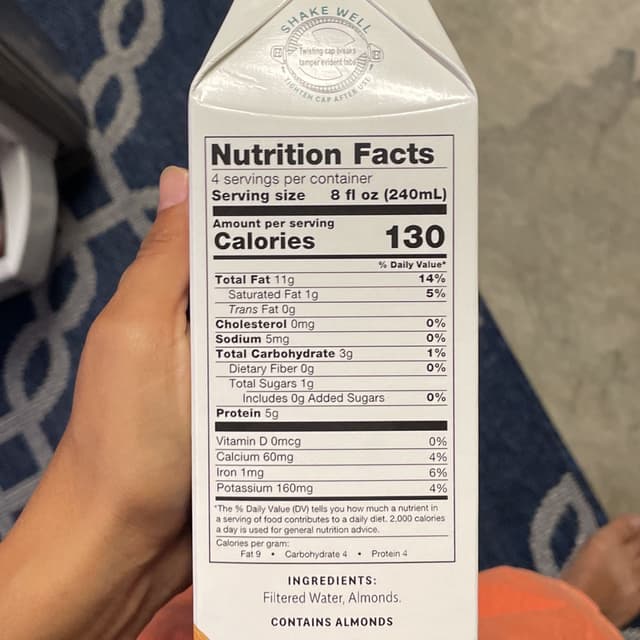 SHAKE WELL
Twisting cap breaks
tamper evident tabs
TIGHTEN CAP AFTER USE
Nutrition Facts
4 servings per container
Serving size 8 fl oz (240mL)
Amount per serving
Calories 130
% Daily Value*
Total Fat 11g 14%
Saturated Fat 1g 5%
Trans Fat 0g
Cholesterol 0mg 0%
Sodium 5mg 0%
Total Carbohydrate 3g 1%
Dietary Fiber 0g 0%
Total Sugars 1g
Includes 0g Added Sugars 0%
Protein 5g
Vitamin D 0mcg 0%
Calcium 60mg 4%
Iron 1mg 6%
Potassium 160mg 4%
*The % Daily Value (DV) tells you how much a nutrient in
a serving of food contributes to a daily diet. 2,000 calories
a day is used for general nutrition advice.
Calories per gram:
Fat 9 • Carbohydrate 4 • Protein 4
INGREDIENTS:
Filtered Water, Almonds.
CONTAINS ALMONDS